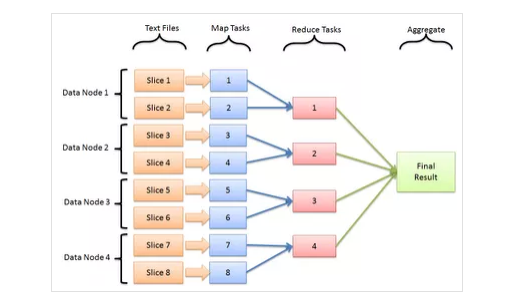 Text Files Map Tasks Reduce Tasks Aggregate
Data Node 1
Slice 1 1
Slice 2 2
1
Data Node 2
Slice 3 3
Slice 4 4
2
Final
Result
Data Node 3
Slice 5 5
Slice 6 6
3
Data Node 4
Slice 7 7
Slice 8 8
4